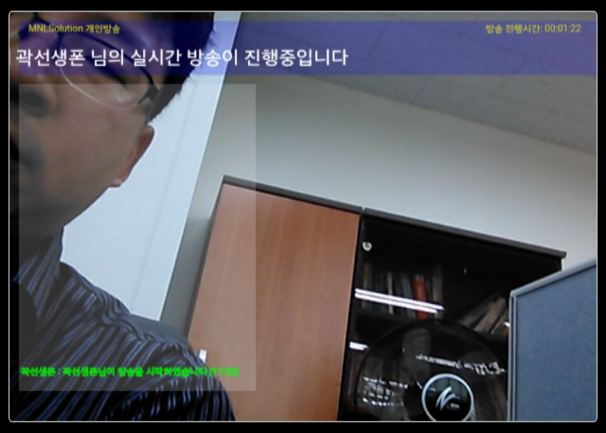 MNLSolution 개인방송
방송 진행시간: 00:01:22
곽선생폰 님의 실시간 방송이 진행중입니다
곽선생폰 : 곽선생폰님이 방송을 시작하였습니다